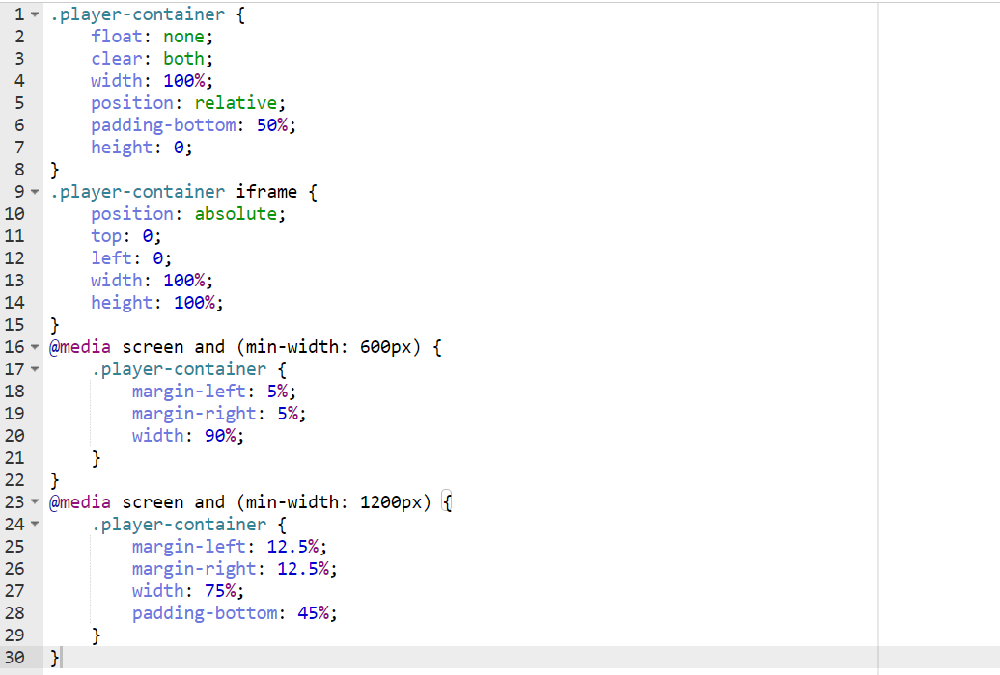 1 .player-container {
2     float: none;
3     clear: both;
4     width: 100%;
5     position: relative;
6     padding-bottom: 50%;
7     height: 0;
8 }
9 .player-container iframe {
10     position: absolute;
11     top: 0;
12     left: 0;
13     width: 100%;
14     height: 100%;
15 }
16 @media screen and (min-width: 600px) {
17     .player-container {
18         margin-left: 5%;
19         margin-right: 5%;
20         width: 90%;
21     }
22 }
23 @media screen and (min-width: 1200px) {
24     .player-container {
25         margin-left: 12.5%;
26         margin-right: 12.5%;
27         width: 75%;
28         padding-bottom: 45%;
29     }
30 }